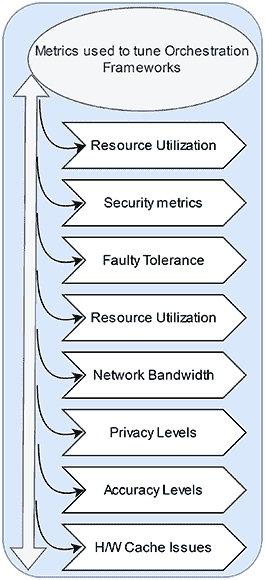 Metrics used to tune Orchestration
Frameworks
Resource Utilization
Security metrics
Faulty Tolerance
Resource Utilization
Network Bandwidth
Privacy Levels
Accuracy Levels
H/W Cache Issues